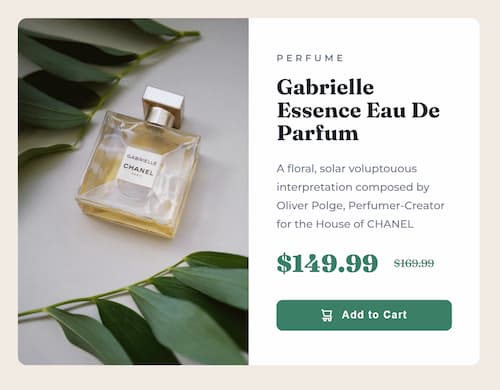 GABRIELLE
CHANEL
PARIS
PERFUME
Gabrielle
Essence Eau De
Parfum
A floral, solar voluptouous
interpretation composed by
Oliver Polge, Perfumer-Creator
for the House of CHANEL
$149.99 $169.99
Add to Cart